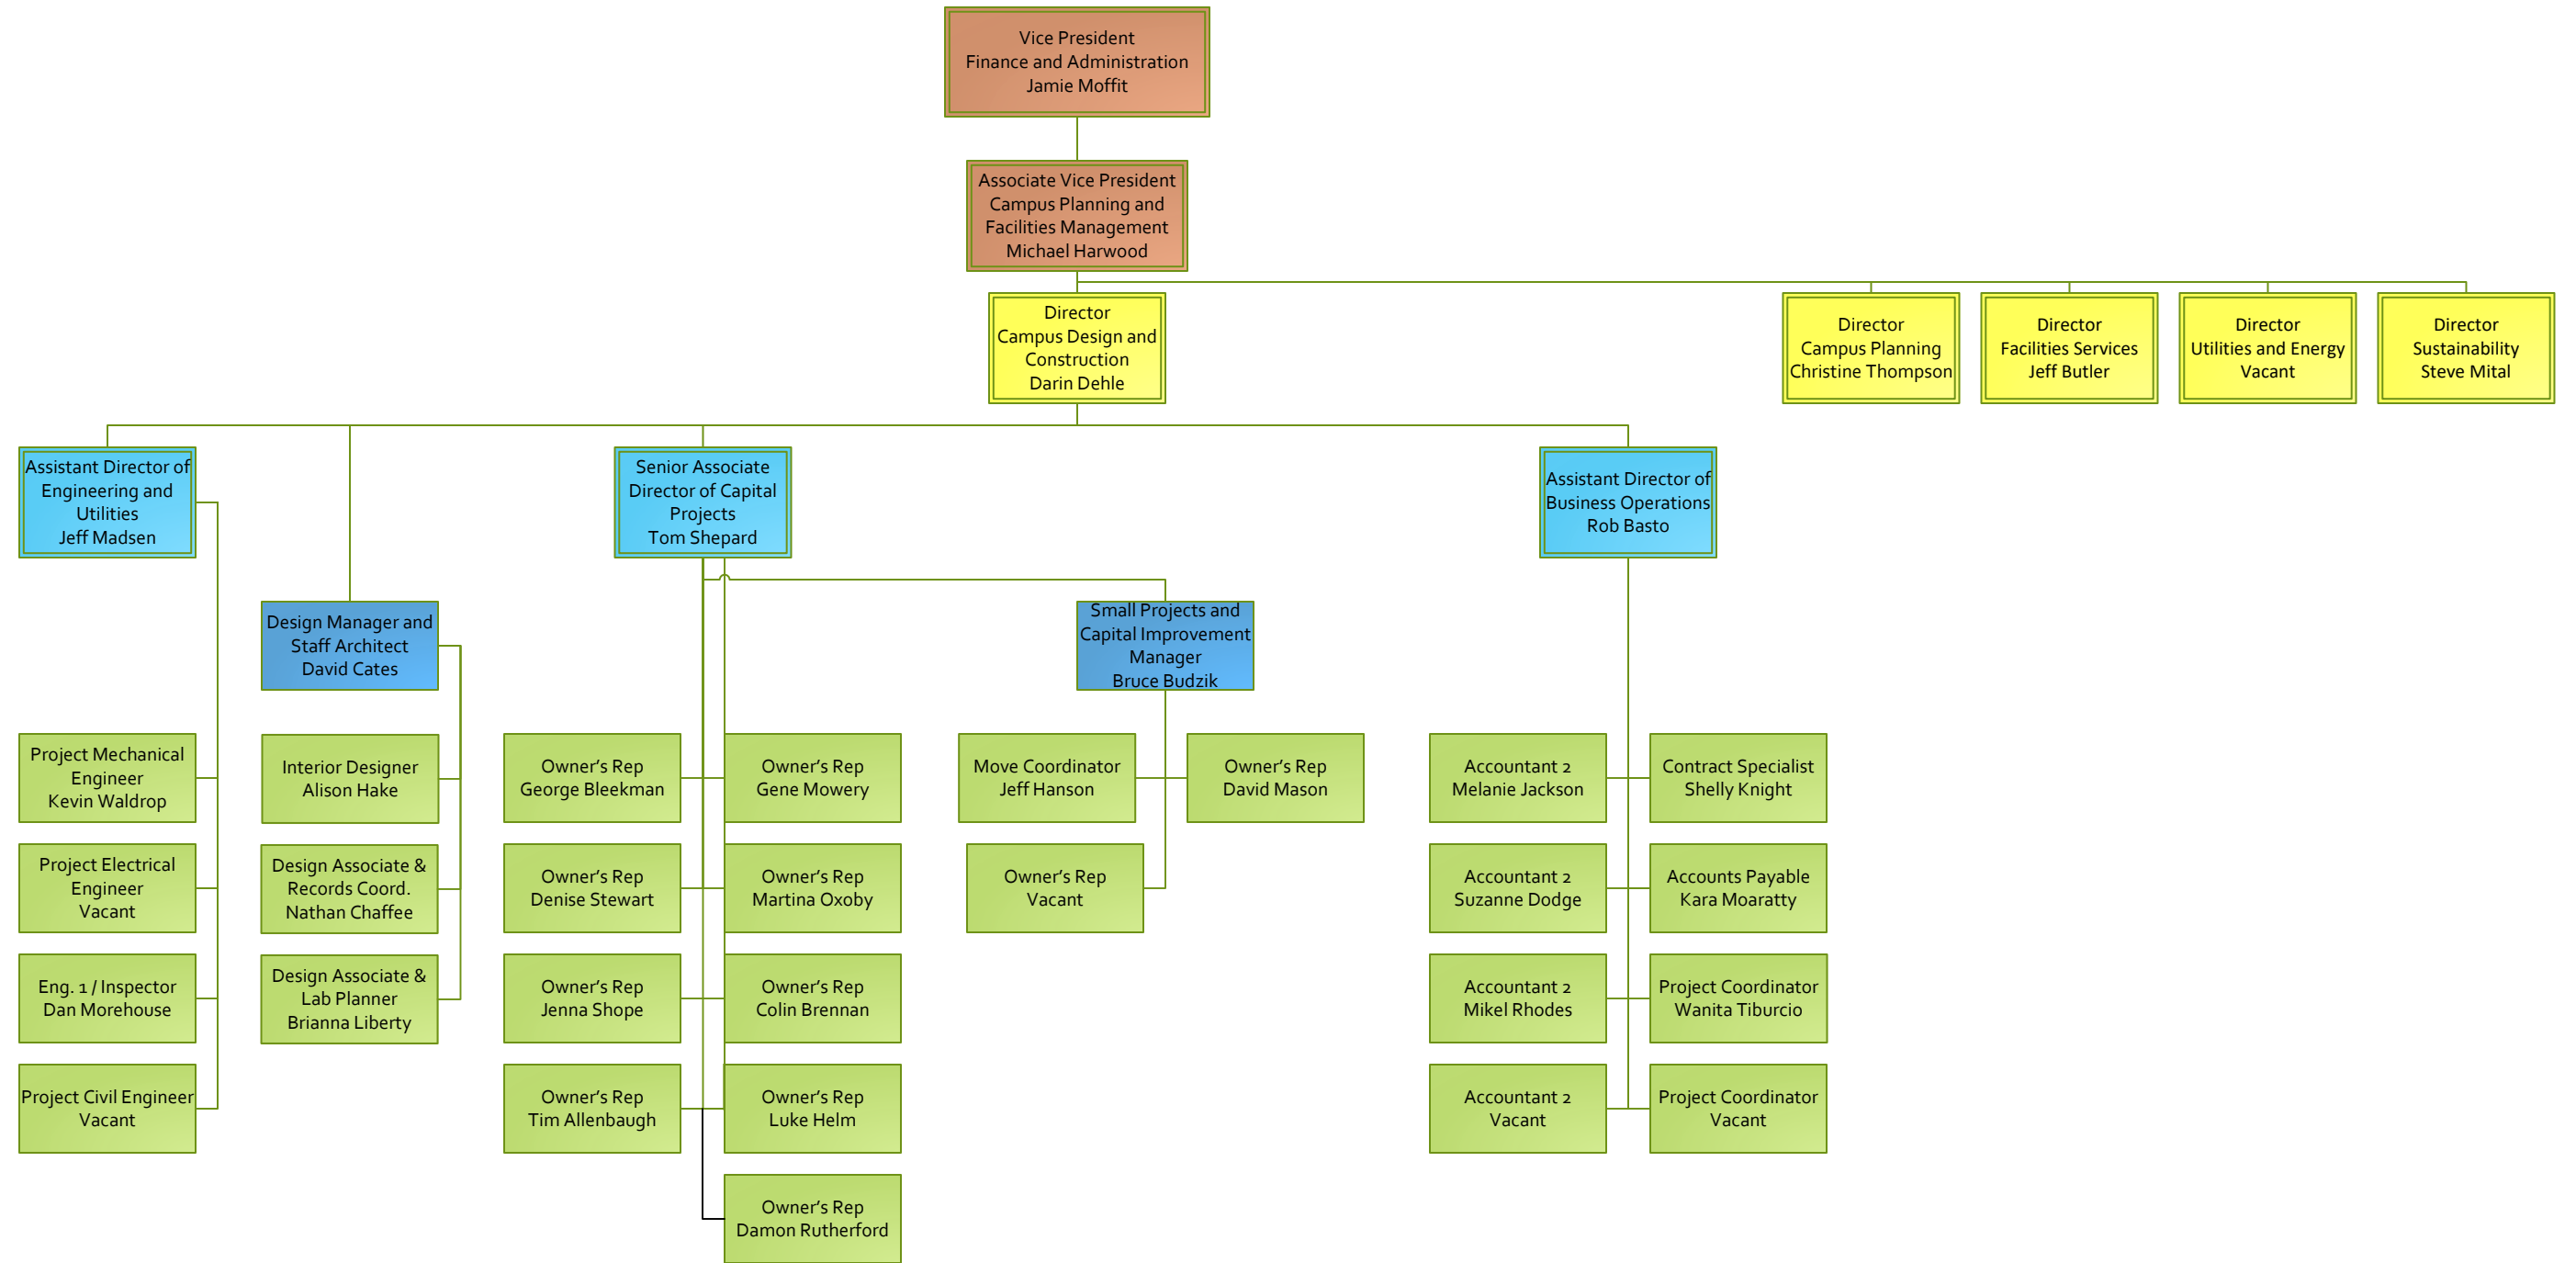 Vice President
Finance and Administration
Jamie Moffit
Associate Vice President
Campus Planning and
Facilities Management
Michael Harwood
Director
Campus Design and
Construction
Darin Dehle
Director
Campus Planning
Christine Thompson
Director
Facilities Services
Jeff Butler
Director
Utilities and Energy
Vacant
Director
Sustainability
Steve Mital
Assistant Director of
Engineering and
Utilities
Jeff Madsen
Senior Associate
Director of Capital
Projects
Tom Shepard
Assistant Director of
Business Operations
Rob Basto
Design Manager and
Staff Architect
David Cates
Small Projects and
Capital Improvement
Manager
Bruce Budzik
Project Mechanical
Engineer
Kevin Waldrop
Interior Designer
Alison Hake
Owner’s Rep
George Bleekman
Owner’s Rep
Gene Mowery
Move Coordinator
Jeff Hanson
Owner’s Rep
David Mason
Accountant 2
Melanie Jackson
Contract Specialist
Shelly Knight
Project Electrical
Engineer
Vacant
Design Associate &
Records Coord.
Nathan Chaffee
Owner’s Rep
Denise Stewart
Owner’s Rep
Martina Oxoby
Owner’s Rep
Vacant
Accountant 2
Suzanne Dodge
Accounts Payable
Kara Moaratty
Eng. 1 / Inspector
Dan Morehouse
Design Associate &
Lab Planner
Brianna Liberty
Owner’s Rep
Jenna Shope
Owner’s Rep
Colin Brennan
Accountant 2
Mikel Rhodes
Project Coordinator
Wanita Tiburcio
Project Civil Engineer
Vacant
Owner’s Rep
Tim Allenbaugh
Owner’s Rep
Luke Helm
Accountant 2
Vacant
Project Coordinator
Vacant
Owner’s Rep
Damon Rutherford